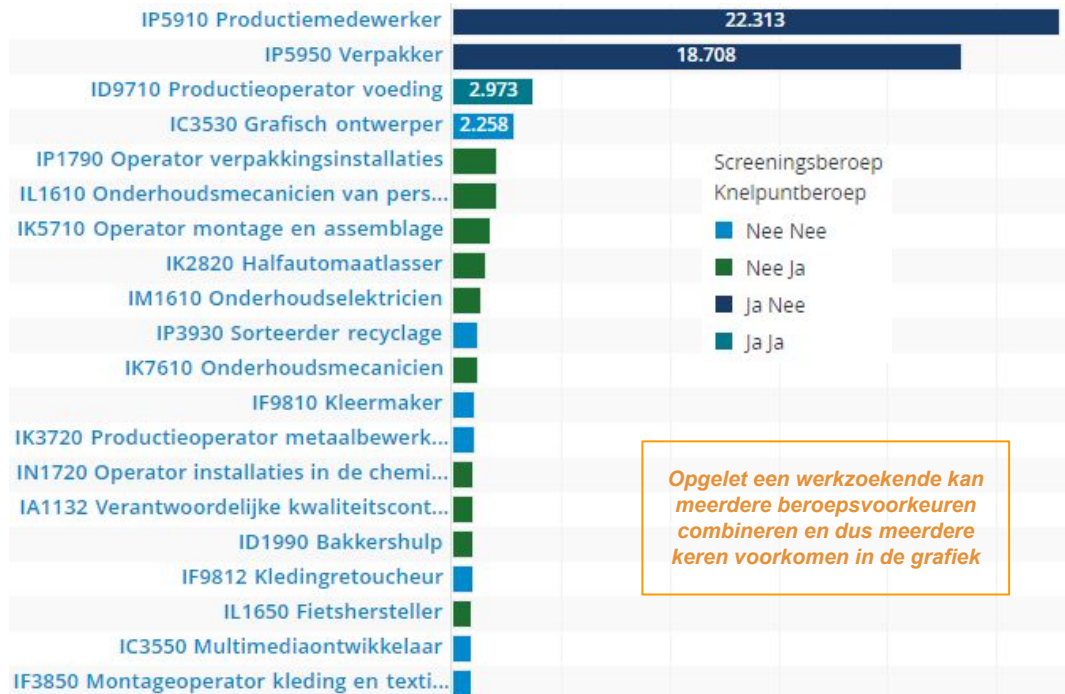 IP5910 Productiemedewerker 22.313
IP5950 Verpakker 18.708
ID9710 Productieoperator voeding 2.973
IC3530 Grafisch ontwerper 2.258
IP1790 Operator verpakkingsinstallaties
IL1610 Onderhoudsmecanicien van pers...
IK5710 Operator montage en assemblage
IK2820 Halfautomaatlasser
IM1610 Onderhoudselektricien
IP3930 Sorteerder recyclage
IK7610 Onderhoudsmecanicien
IF9810 Kleermaker
IK3720 Productieoperator metaalbewerk...
IN1720 Operator installaties in de chemi...
IA1132 Verantwoordelijke kwaliteitscont...
ID1990 Bakkershulp
IF9812 Kledingretoucheur
IL1650 Fietshersteller
IC3550 Multimediaontwikkelaar
IF3850 Montageoperator kleding en texti...
Screeningsberoep
Knelpuntberoep
Nee Nee
Nee Ja
Ja Nee
Ja Ja
Opgelet een werkzoekende kan
meerdere beroepsvoorkeuren
combineren en dus meerdere
keren voorkomen in de grafiek